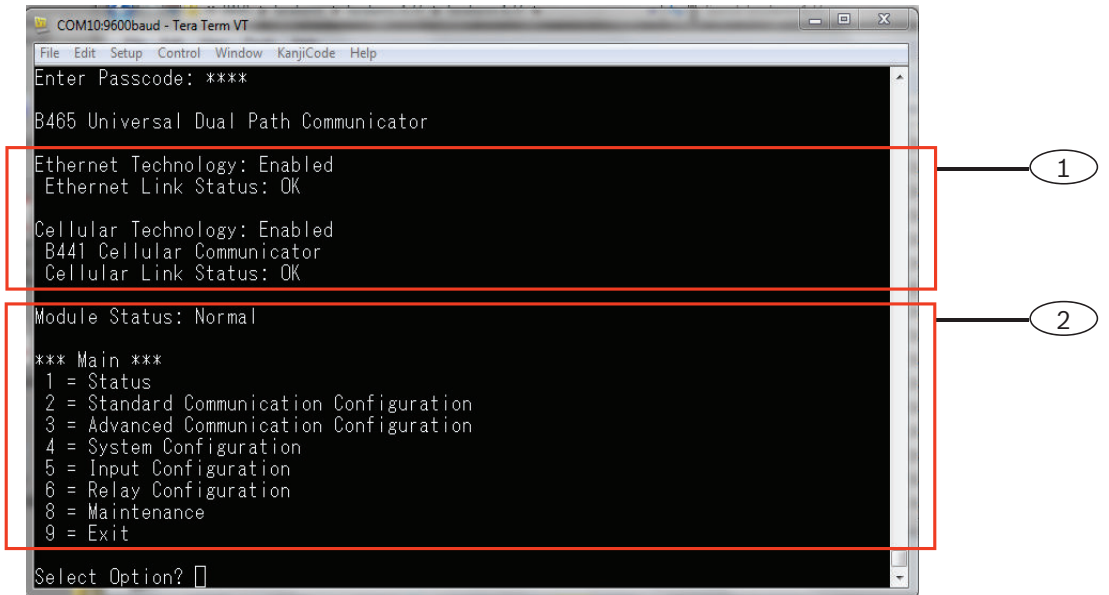 COM10:9600baud - Tera Term VT
File Edit Setup Control Window KanjiCode Help
Enter Passcode: ****
B465 Universal Dual Path Communicator
Ethernet Technology: Enabled
Ethernet Link Status: OK
1
Cellular Technology: Enabled
B441 Cellular Communicator
Cellular Link Status: OK
Module Status: Normal
2
*** Main ***
1 = Status
2 = Standard Communication Configuration
3 = Advanced Communication Configuration
4 = System Configuration
5 = Input Configuration
6 = Relay Configuration
8 = Maintenance
9 = Exit
Select Option?